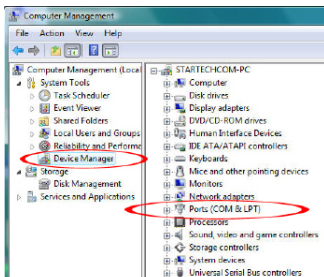 Computer Management
File Action View Help
Computer Management (Local
System Tools
Task Scheduler
Event Viewer
Shared Folders
Local Users and Groups
Reliability and Performa
Device Manager
Storage
Disk Management
Services and Applications
STARTECHCOM-PC
Computer
Disk drives
Display adapters
DVD/CD-ROM drives
Human Interface Devices
IDE ATA/ATAPI controllers
Keyboards
Mice and other pointing devices
Monitors
Network adapters
Ports (COM & LPT)
Processors
Sound, video and game controllers
Storage controllers
System devices
Universal Serial Bus controllers